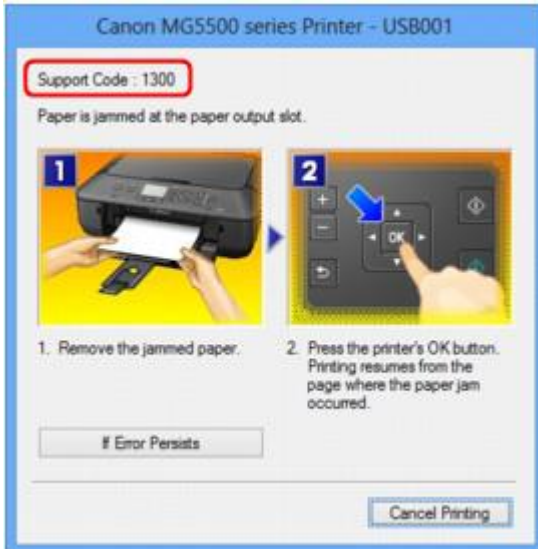 Canon MG5500 series Printer - USB001
Support Code : 1300
Paper is jammed at the paper output slot.
1
2
+
-
OK
1. Remove the jammed paper.
2. Press the printer's OK button.
Printing resumes from the
page where the paper jam
occurred.
If Error Persists
Cancel Printing